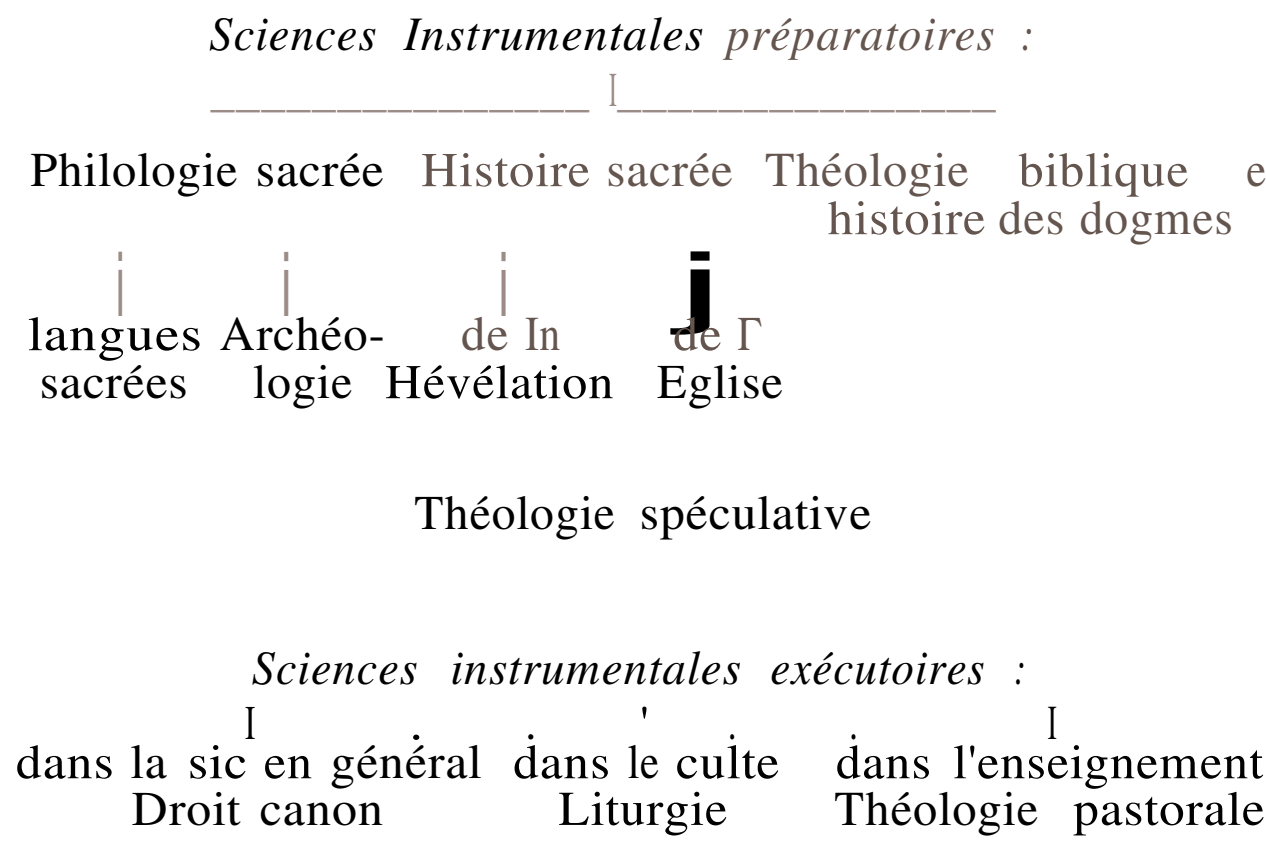 Sciences Instrumentales préparatoires :
Philologie sacrée Histoire sacrée Théologie biblique e
histoire des dogmes
langues Archéo- de In de Γ
sacrées logie Hévélation Eglise
Théologie spéculative
Sciences instrumentales exécutoires :
dans la sic en général dans le culte dans l'enseignement
Droit canon Liturgie Théologie pastorale